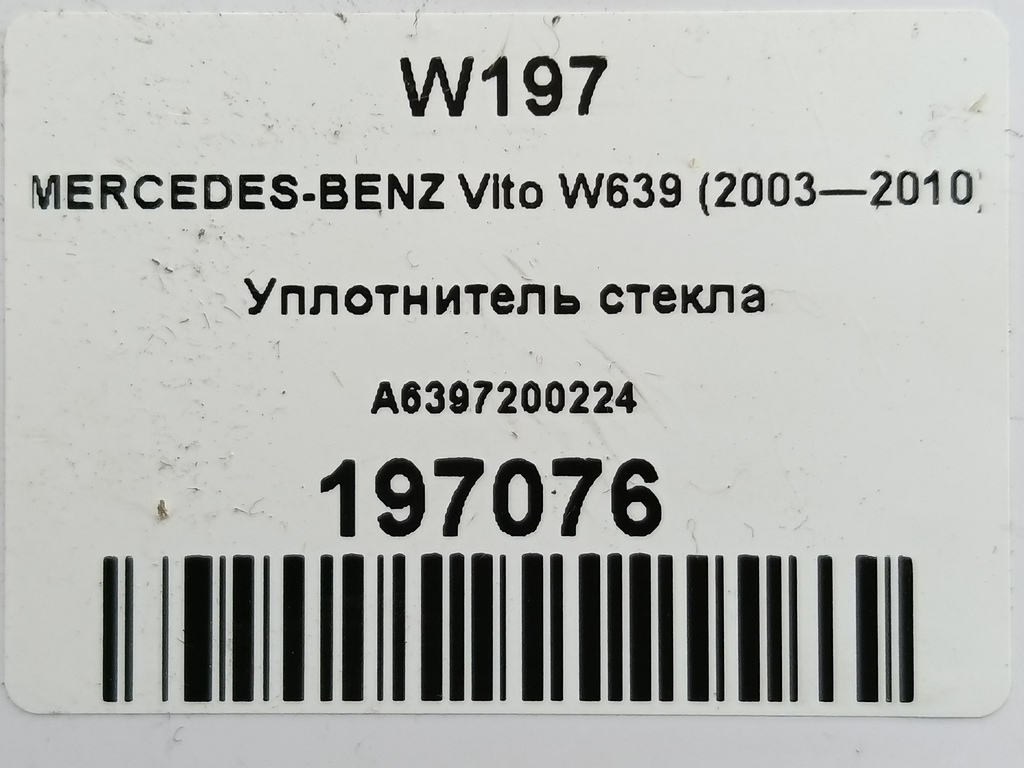 W197
MERCEDES-BENZ Vito W639 (2003—2010)
Уплотнитель стекла
A6397200224
197076